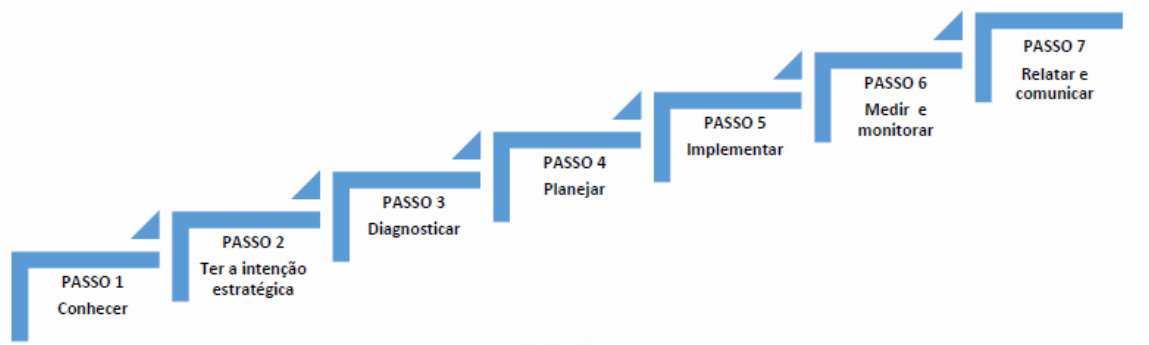 PASSO 1
Conhecer
PASSO 2
Ter a intenção
estratégica
PASSO 3
Diagnosticar
PASSO 4
Planejar
PASSO 5
Implementar
PASSO 6
Medir e
monitorar
PASSO 7
Relatar e
comunicar